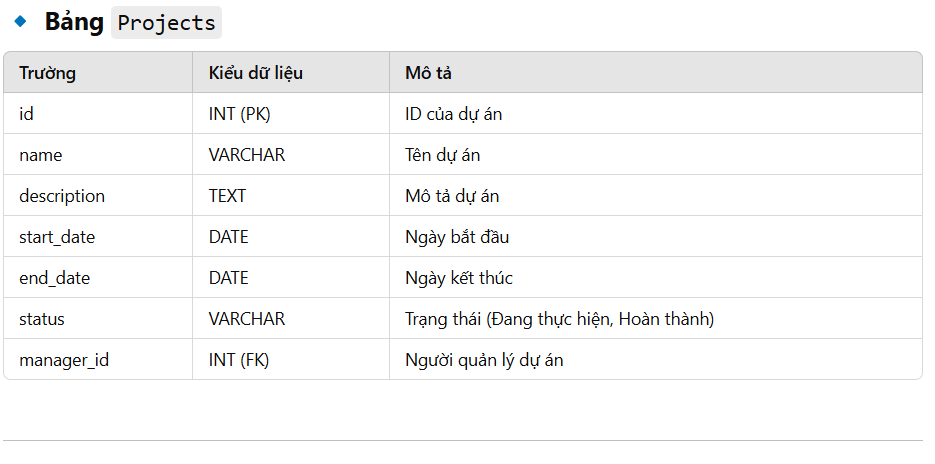 Bảng Projects
Trường Kiểu dữ liệu Mô tả
id INT (PK) ID của dự án
name VARCHAR Tên dự án
description TEXT Mô tả dự án
start_date DATE Ngày bắt đầu
end_date DATE Ngày kết thúc
status VARCHAR Trạng thái (Đang thực hiện, Hoàn thành)
manager_id INT (FK) Người quản lý dự án